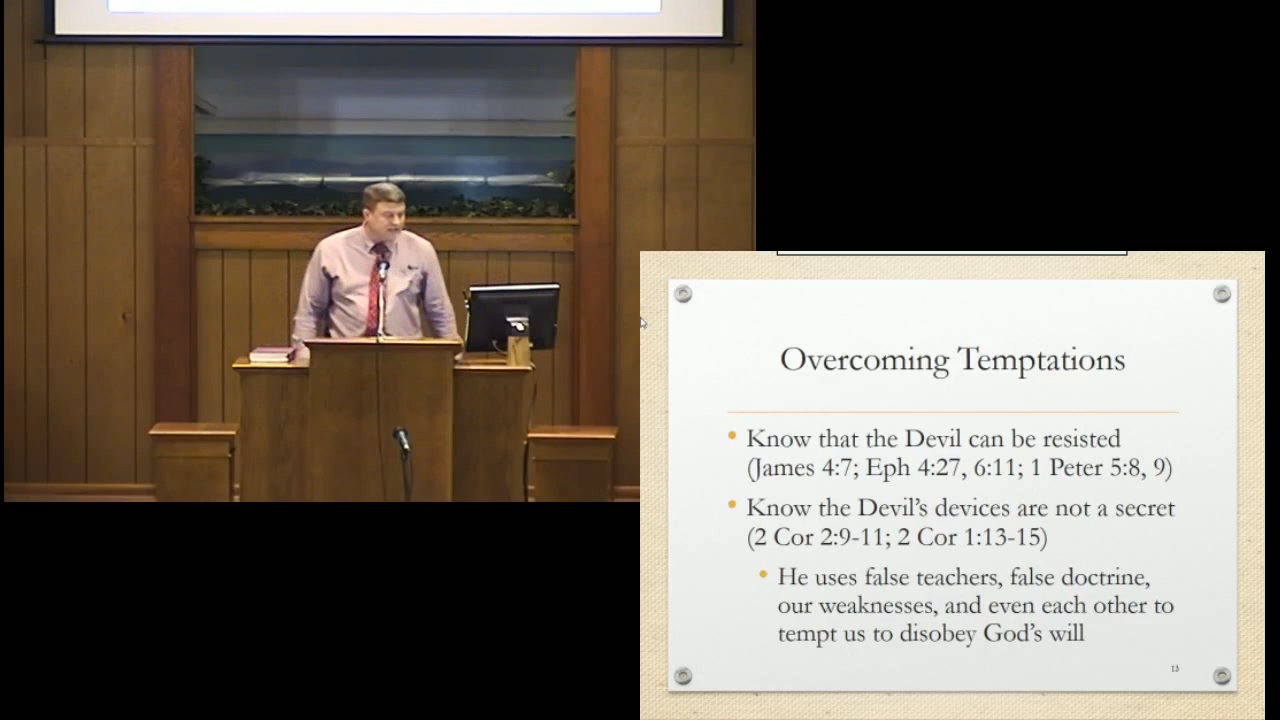 Overcoming Temptations
• Know that the Devil can be resisted
(James 4:7; Eph 4:27, 6:11; 1 Peter 5:8, 9)
• Know the Devil’s devices are not a secret
(2 Cor 2:9-11; 2 Cor 1:13-15)
• He uses false teachers, false doctrine,
our weaknesses, and even each other to
tempt us to disobey God’s will
13